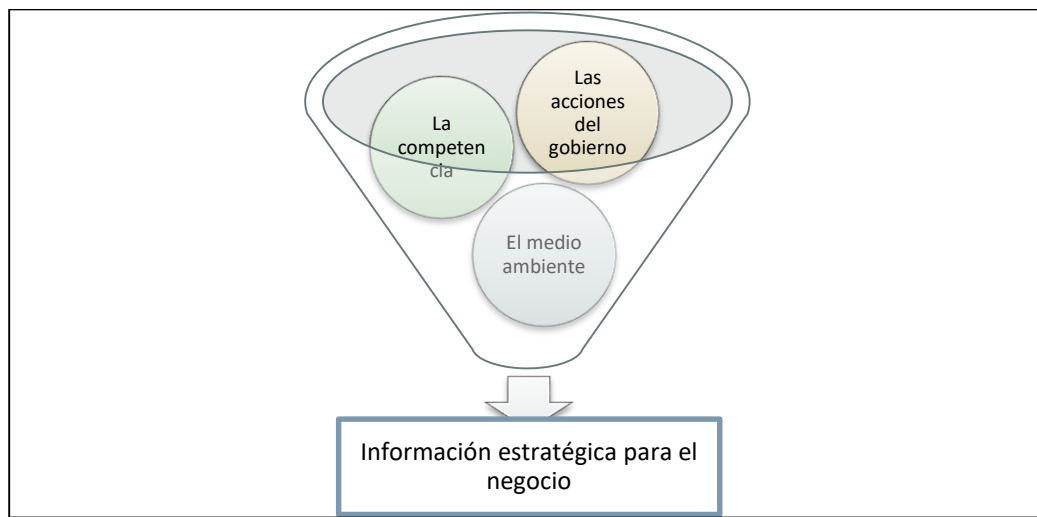 Las
acciones
del
gobierno
La
competen
cia
El medio
ambiente
Información estratégica para el
negocio